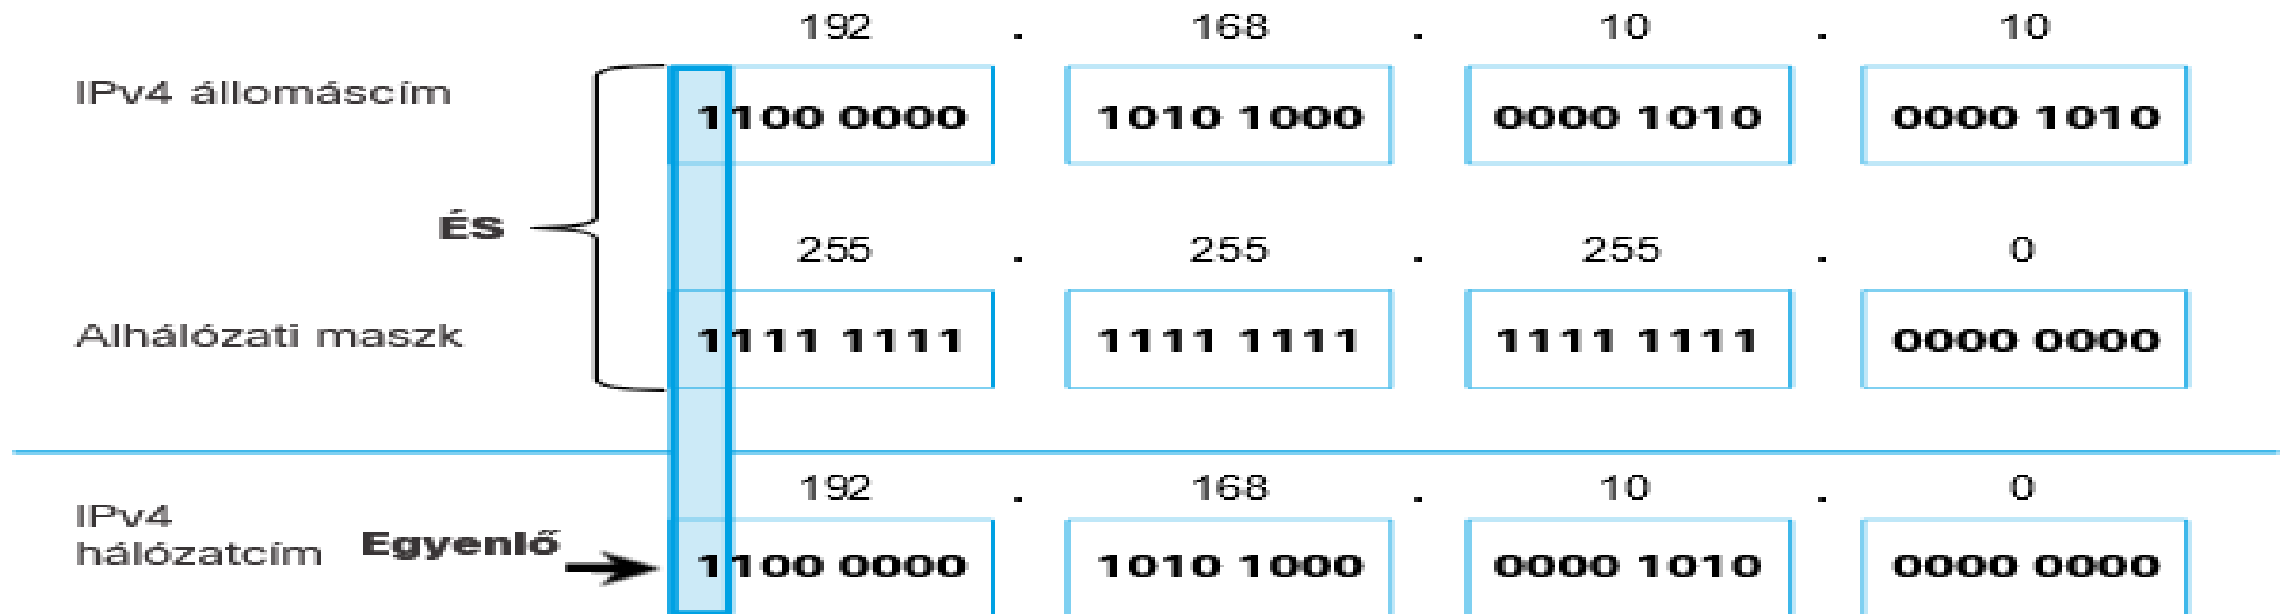 192 . 168 . 10 . 10
IPv4 állomáscím
1100 0000 1010 1000 0000 1010 0000 1010
ÉS
255 . 255 . 255 . 0
Alhálózati maszk
1111 1111 1111 1111 1111 1111 0000 0000
192 . 168 . 10 . 0
IPv4
hálózatcím Egyenlő
1100 0000 1010 1000 0000 1010 0000 0000